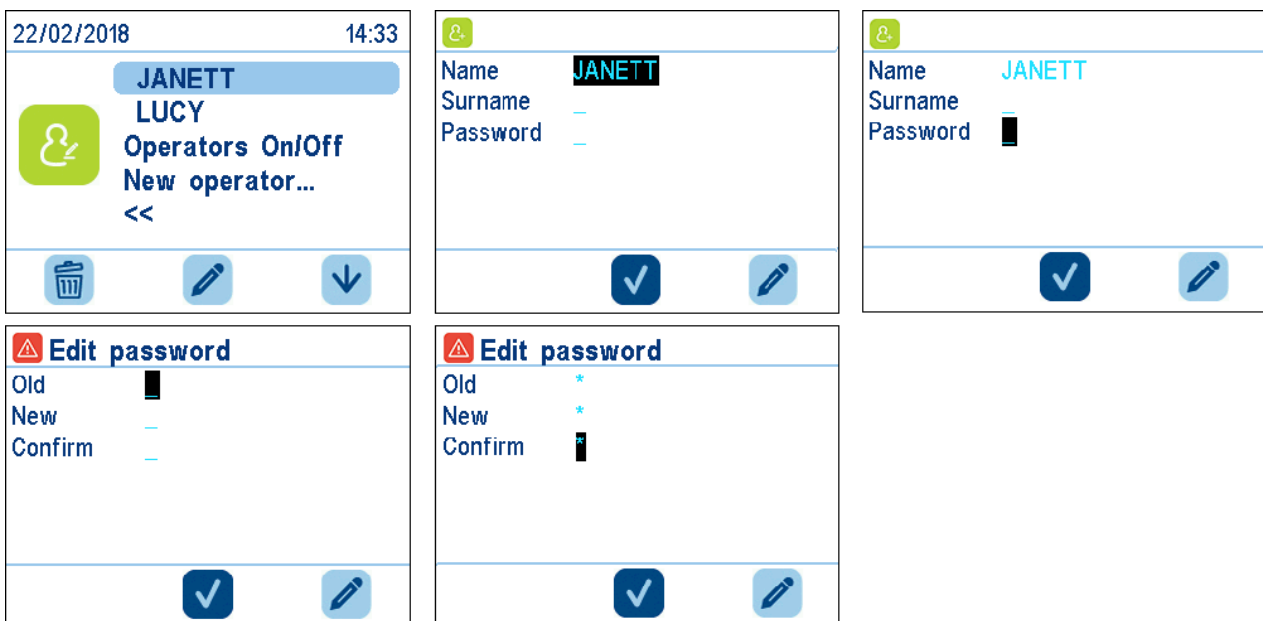 22/02/2018 14:33
JANETT
LUCY
Operators On/Off
New operator...
<<
Name JANETT
Surname _
Password _
Name JANETT
Surname _
Password _
Edit password
Old _
New _
Confirm _
Edit password
Old *
New *
Confirm *